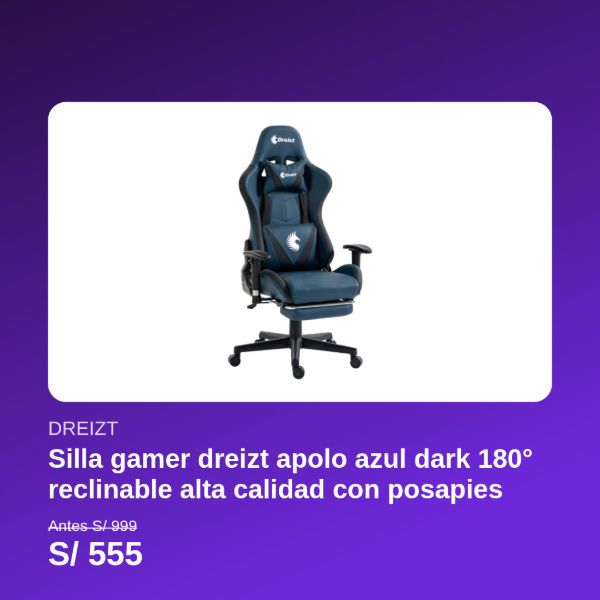 Dreizt
Dreizt
DREIZT
Silla gamer dreizt apolo azul dark 180°
reclinable alta calidad con posapies
Antes S/ 999
S/ 555